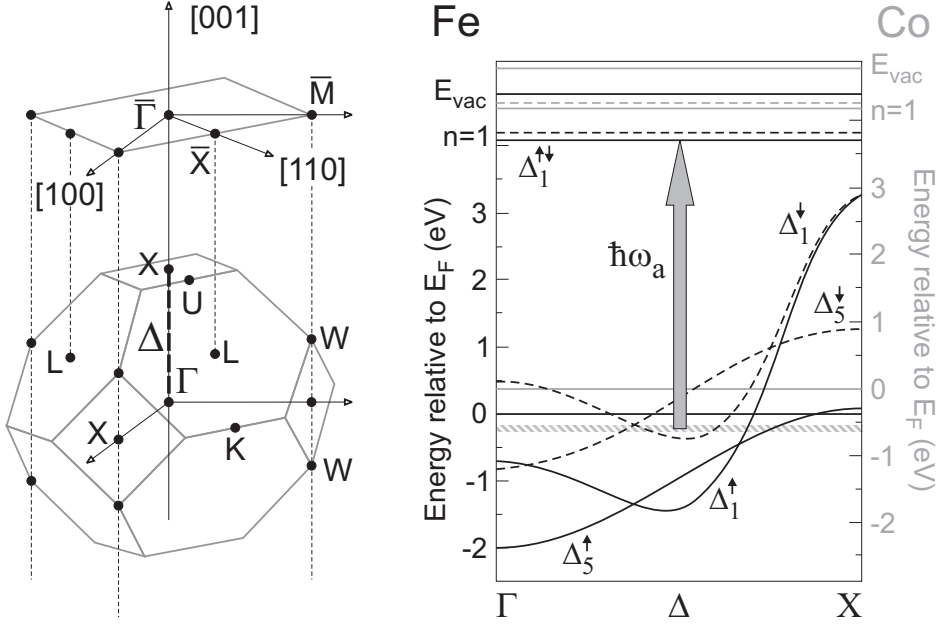 [001]
M̅
Γ̅
X̅
[100]
[110]
X
U
Δ
L
L
W
Γ
X
K
W
Fe
Co
E_vac
E_vac
n=1
n=1
Δ₁↑↓
3
3
Δ₁↓
ħω_a
2
2
Δ₅↓
1
1
0
0
-1
-1
Δ₁↑
-2
-2
Δ₅↑
Energy relative to E_F (eV)
Energy relative to E_F (eV)
Γ
Δ
X